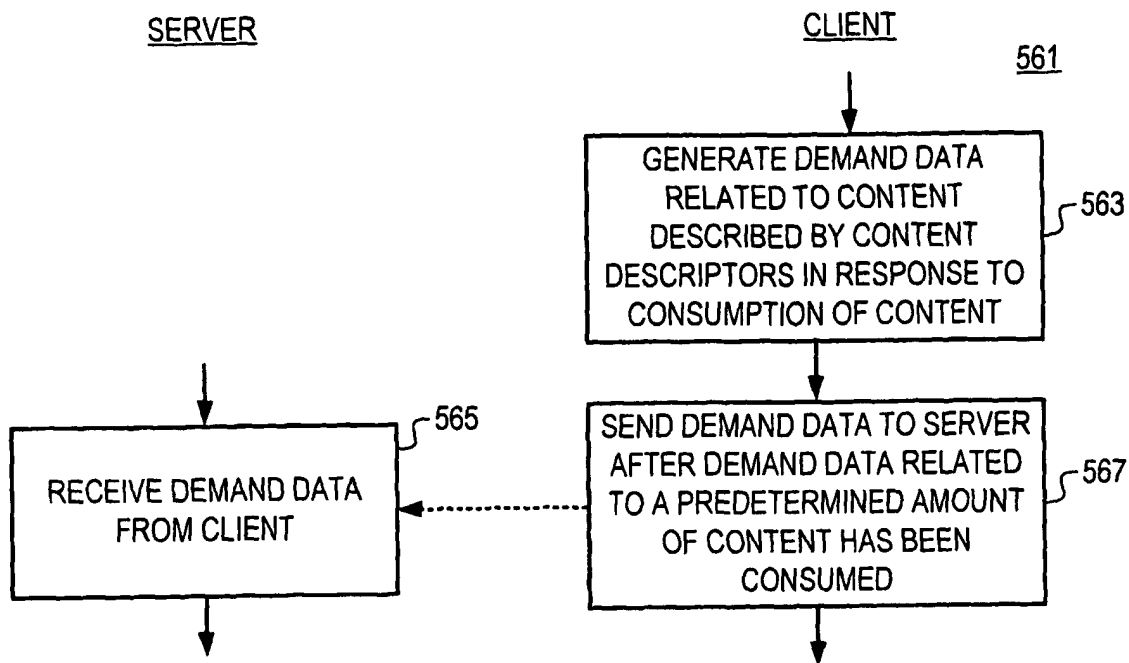 SERVER
CLIENT
561
GENERATE DEMAND DATA
RELATED TO CONTENT
DESCRIBED BY CONTENT
DESCRIPTORS IN RESPONSE TO
CONSUMPTION OF CONTENT
563
565
RECEIVE DEMAND DATA
FROM CLIENT
SEND DEMAND DATA TO SERVER
AFTER DEMAND DATA RELATED
TO A PREDETERMINED AMOUNT
OF CONTENT HAS BEEN
CONSUMED
567